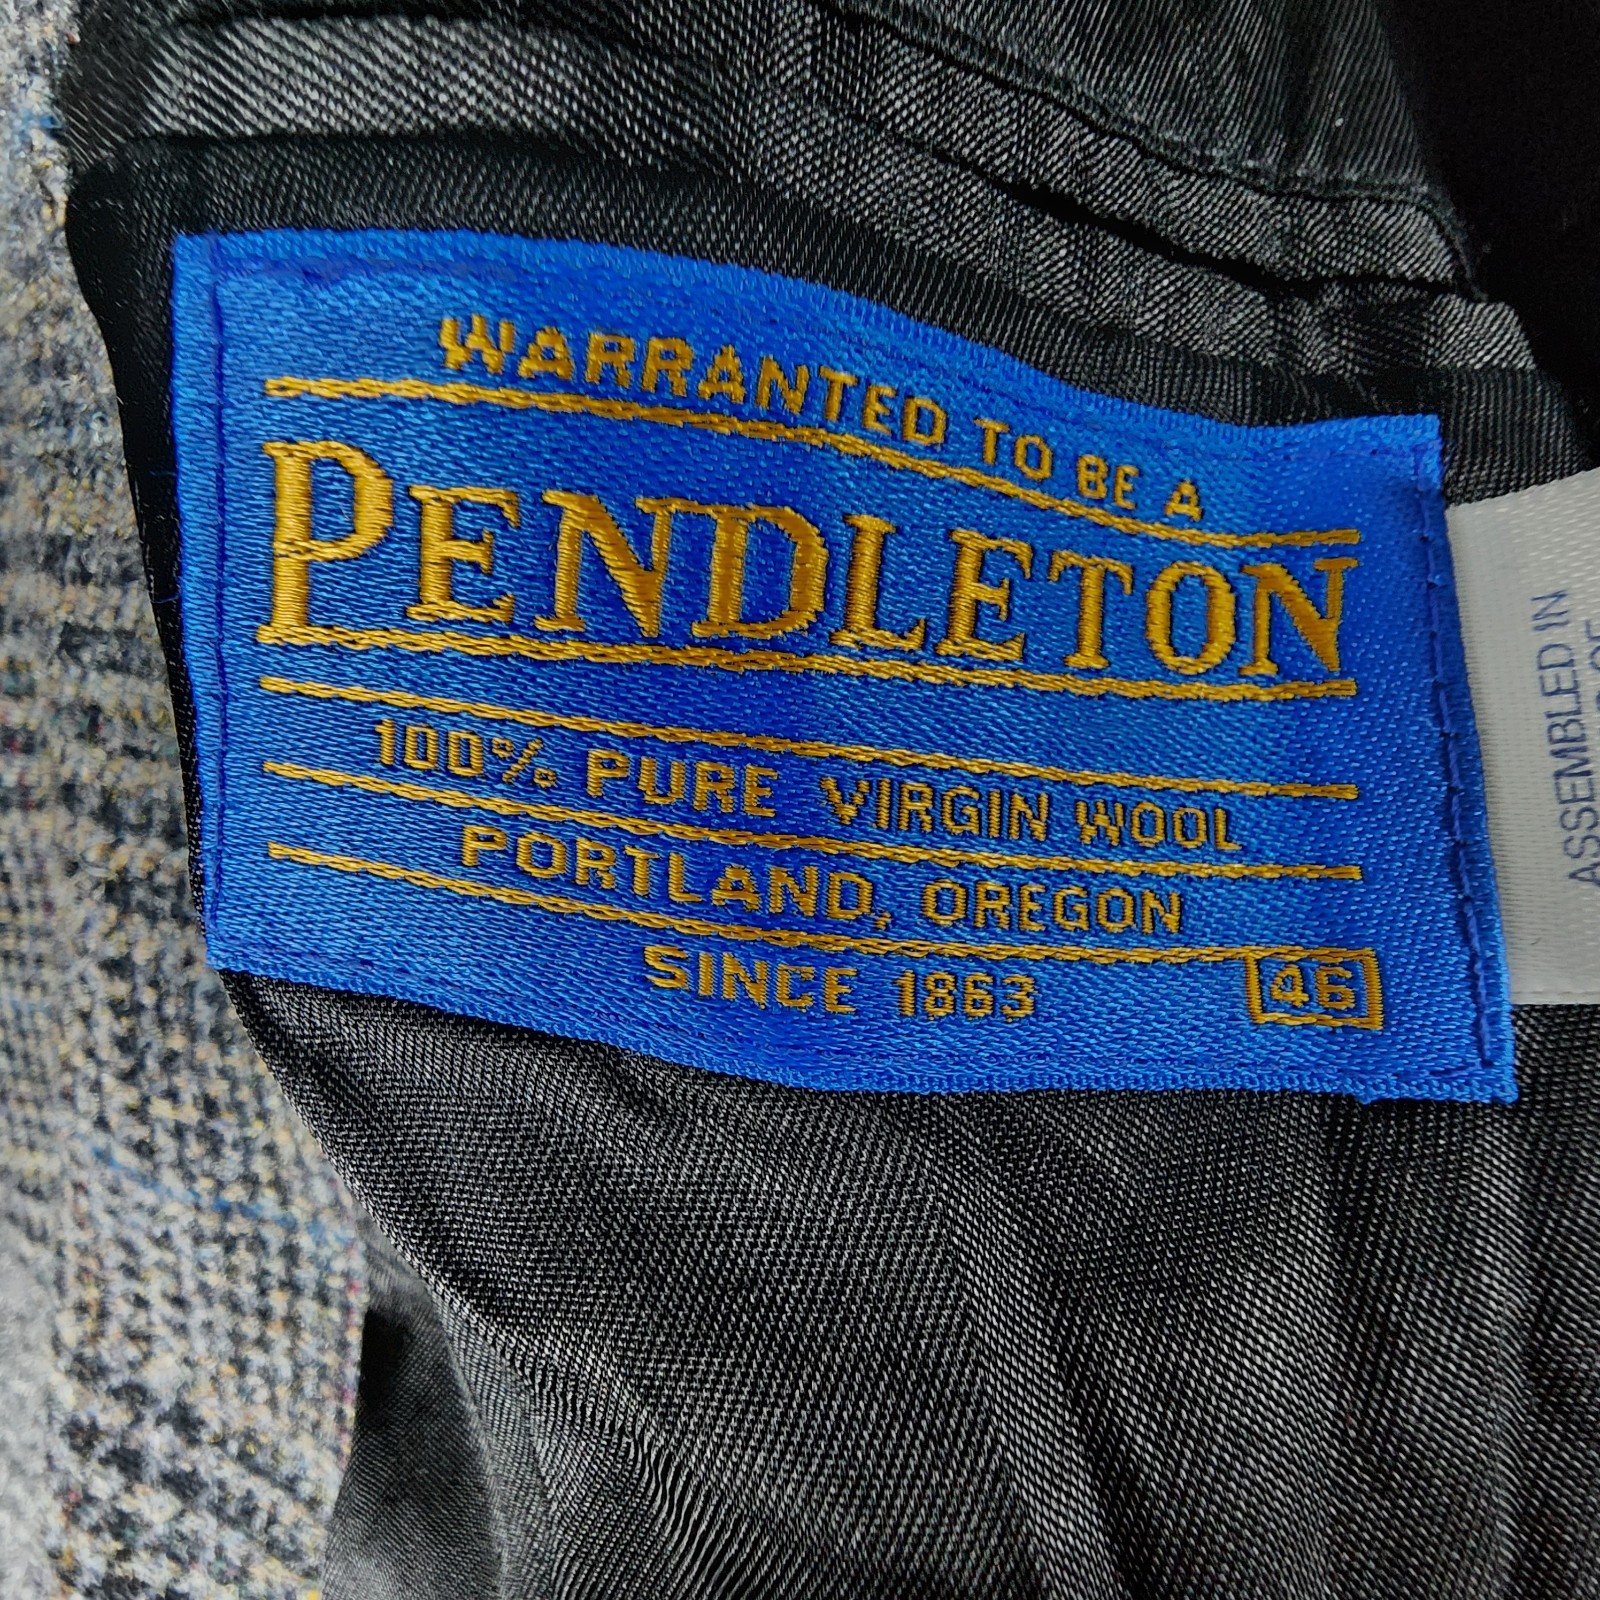 WARRANTED TO BE A
PENDLETON
100% PURE VIRGIN WOOL
PORTLAND, OREGON
SINCE 1863
46
ASSEMBLED IN